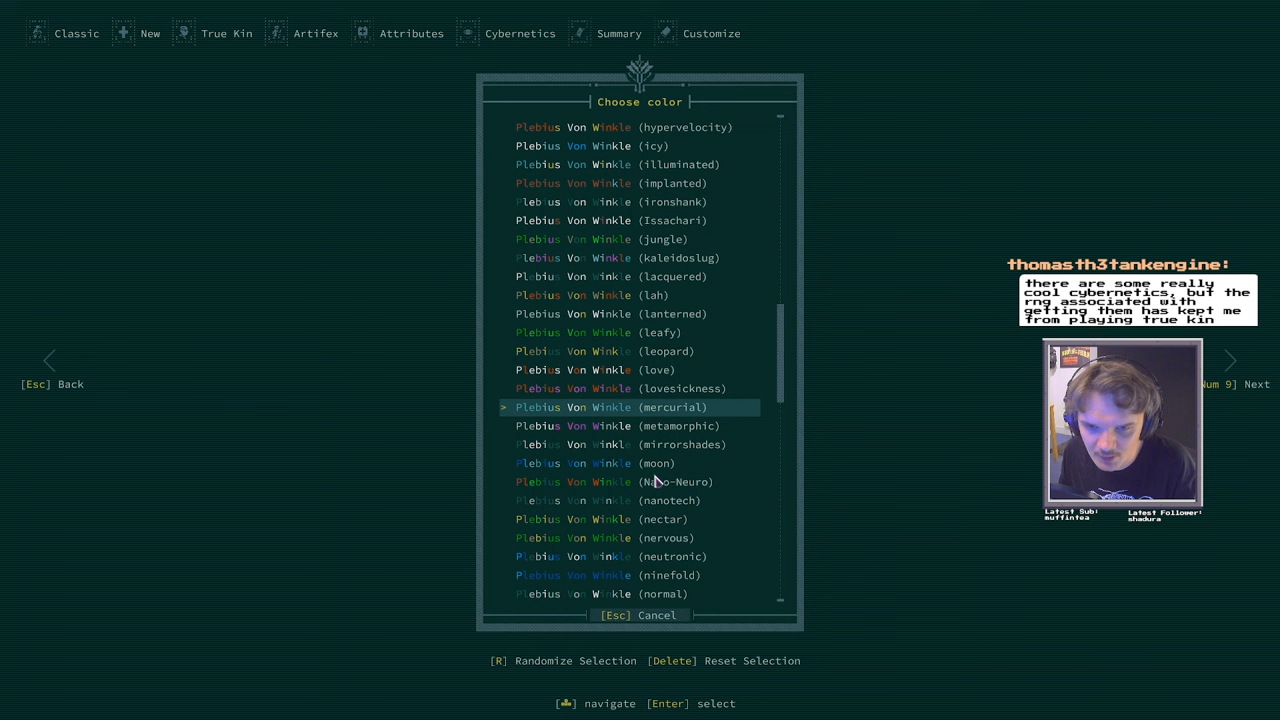 Classic New True Kin Artifex Attributes Cybernetics Summary Customize
Choose color
Plebius Von Winkle (hypervelocity)
Plebius Von Winkle (icy)
Plebius Von Winkle (illuminated)
Plebius Von Winkle (implanted)
Plebius Von Winkle (ironshank)
Plebius Von Winkle (Issachari)
Plebius Von Winkle (jungle)
Plebius Von Winkle (kaleidoslug)
Plebius Von Winkle (lacquered)
Plebius Von Winkle (lah)
Plebius Von Winkle (lanterned)
Plebius Von Winkle (leafy)
Plebius Von Winkle (leopard)
Plebius Von Winkle (love)
Plebius Von Winkle (lovesickness)
> Plebius Von Winkle (mercurial)
Plebius Von Winkle (metamorphic)
Plebius Von Winkle (mirrorshades)
Plebius Von Winkle (moon)
Plebius Von Winkle (Nano-Neuro)
Plebius Von Winkle (nanotech)
Plebius Von Winkle (nectar)
Plebius Von Winkle (nervous)
Plebius Von Winkle (neutronic)
Plebius Von Winkle (ninefold)
Plebius Von Winkle (normal)
[Esc] Cancel
[Esc] Back
Num 9] Next
[R] Randomize Selection [Delete] Reset Selection
navigate [Enter] select
thomasth3tankengine:
there are some really
cool cybernetics, but the
rng associated with
getting them has kept me
from playing true kin
Latest Sub:
muffintea
Latest Follower:
shadura